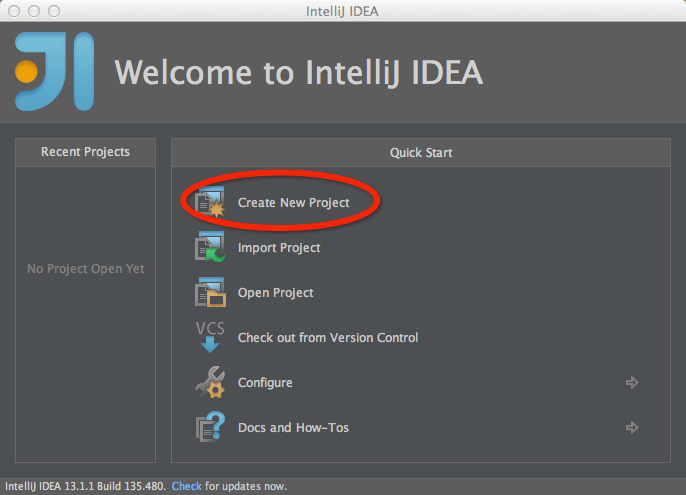 IntelliJ IDEA
Welcome to IntelliJ IDEA
Recent Projects
No Project Open Yet
Quick Start
Create New Project
Import Project
Open Project
VCS
Check out from Version Control
Configure
Docs and How-Tos
IntelliJ IDEA 13.1.1 Build 135.480. Check for updates now.